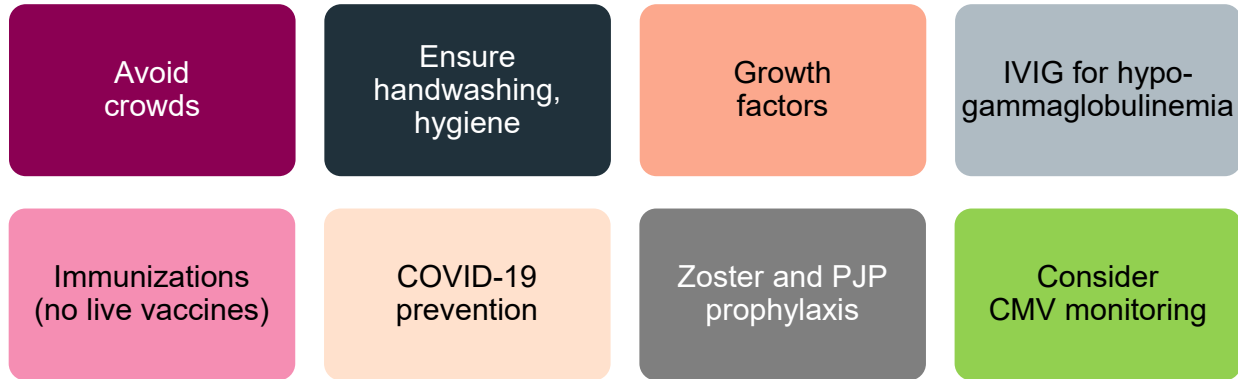 Avoid
crowds
Ensure
handwashing,
hygiene
Growth
factors
IVIG for hypo-
gammaglobulinemia
Immunizations
(no live vaccines)
COVID-19
prevention
Zoster and PJP
prophylaxis
Consider
CMV monitoring